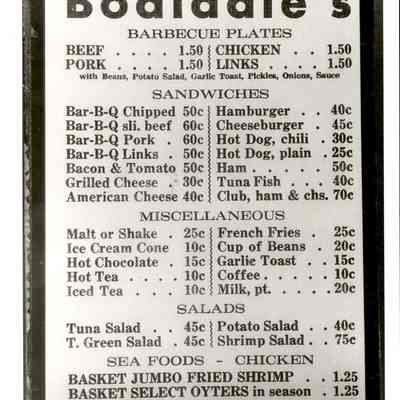 Boaldale's
BARBECUE PLATES
BEEF . . . . 1.50 CHICKEN . . 1.50
PORK . . . . 1.50 LINKS . . . . 1.50
with Beans, Potato Salad, Garlic Toast, Pickles, Onions, Sauce
SANDWICHES
Bar-B-Q Chipped 50c Hamburger . . 40c
Bar-B-Q sli. beef 60c Cheeseburger . 45c
Bar-B-Q Pork . 60c Hot Dog, chili . 30c
Bar-B-Q Links . 50c Hot Dog, plain . 25c
Bacon & Tomato 50c Ham . . . . . 50c
Grilled Cheese . 30c Tuna Fish . . . 40c
American Cheese 40c Club, ham & chs. 70c
MISCELLANEOUS
Malt or Shake . 25c French Fries . . 25c
Ice Cream Cone 10c Cup of Beans . 20c
Hot Chocolate . 15c Garlic Toast . . 15c
Hot Tea . . . . 10c Coffee . . . . . 10c
Iced Tea . . . 10c Milk, pt. . . . 20c
SALADS
Tuna Salad . . 45c Potato Salad . . 40c
T. Green Salad . 45c Shrimp Salad . 75c
SEA FOODS - CHICKEN
BASKET JUMBO FRIED SHRIMP . . 1.25
BASKET SELECT OYTERS in season . 1.25